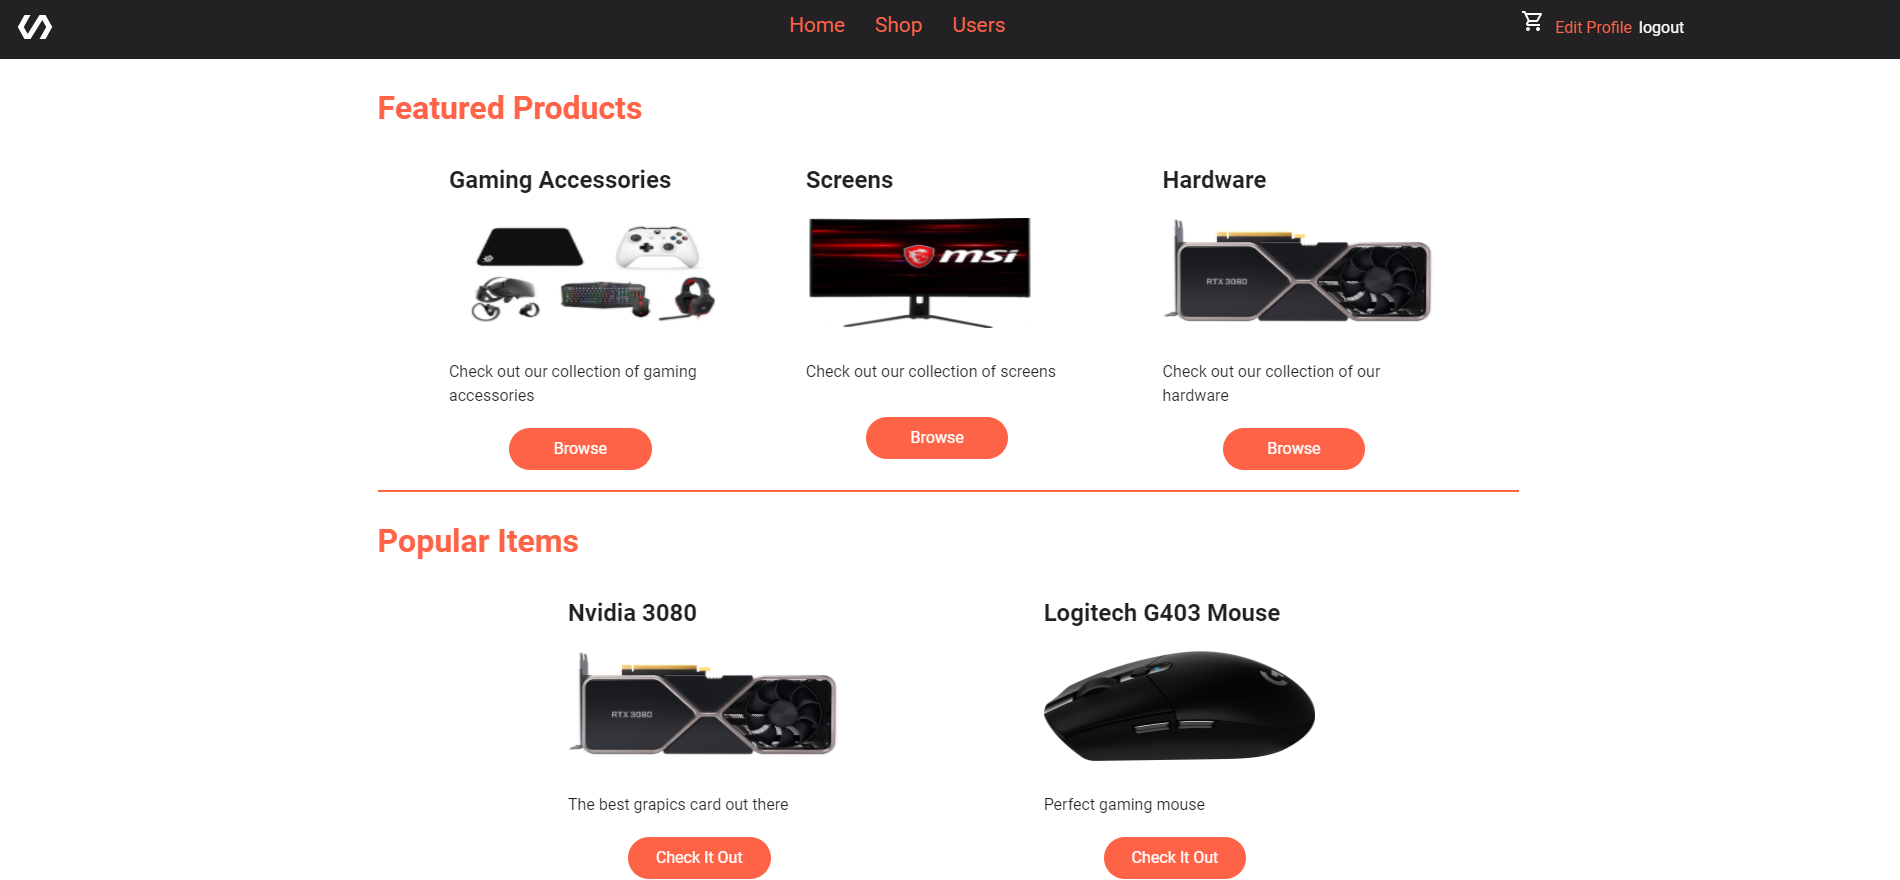 Home Shop Users Edit Profile logout
Featured Products
Gaming Accessories Screens Hardware
msi
RTX 3080
Check out our collection of gaming
accessories
Check out our collection of screens
Check out our collection of our
hardware
Browse Browse Browse
Popular Items
Nvidia 3080 Logitech G403 Mouse
RTX 3080
G
The best grapics card out there Perfect gaming mouse
Check It Out Check It Out